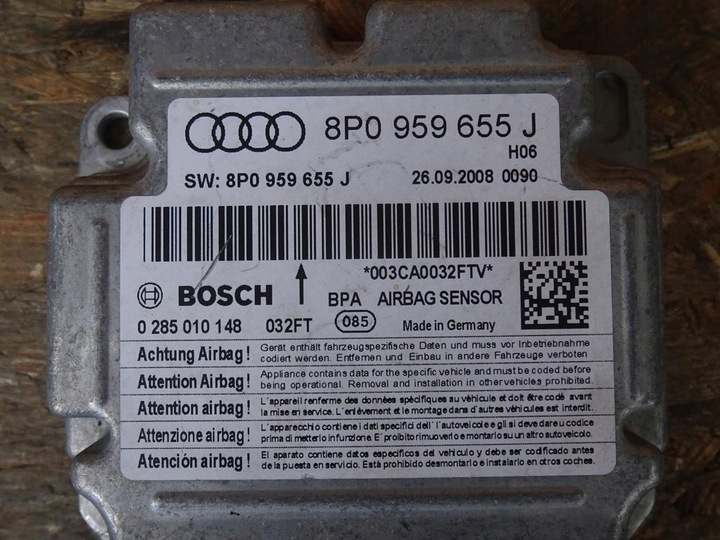 8P0 959 655 J
H06
SW: 8P0 959 655 J 26.09.2008 0090
*003CA0032FTV*
BOSCH BPA AIRBAG SENSOR
0 285 010 148 032FT 085 Made in Germany
Achtung Airbag! Gerät enthält fahrzeugspezifische Daten und muss vor Inbetriebnahme
codiert werden. Entfernen und Einbau in andere Fahrzeuge verboten
Attention Airbag! Appliance contains data for the specific vehicle and must be coded before
being operational. Removal and installation in other vehicles prohibited.
Attention airbag! L'appareil renferme des données spécifiques au véhicule et doit être codé avant
la mise en service. L'enlèvement et le montage dans d'autres véhicules est interdit.
Attenzione airbag! L'apparecchio contiene i dati specifici dell'autoveicolo e gli si deve dare u codice
prima di metterlo in funzione. E' proibito rimuoverlo e montarlo su un altro autoveicolo.
Atención airbag! El aparato contiene datos especificos del vehículo y debe ser codificado antes
de la puesta en servicio. Está prohibido desmontarlo e instalarlo en otros coches.